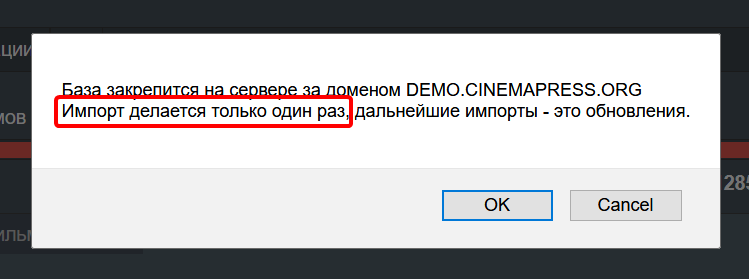 ЦИИ
База закрепится на сервере за доменом DEMO.CINEMAPRESS.ORG
Импорт делается только один раз, дальнейшие импорты - это обновления.
МОВ
285
OK Cancel
ИЛЬМ